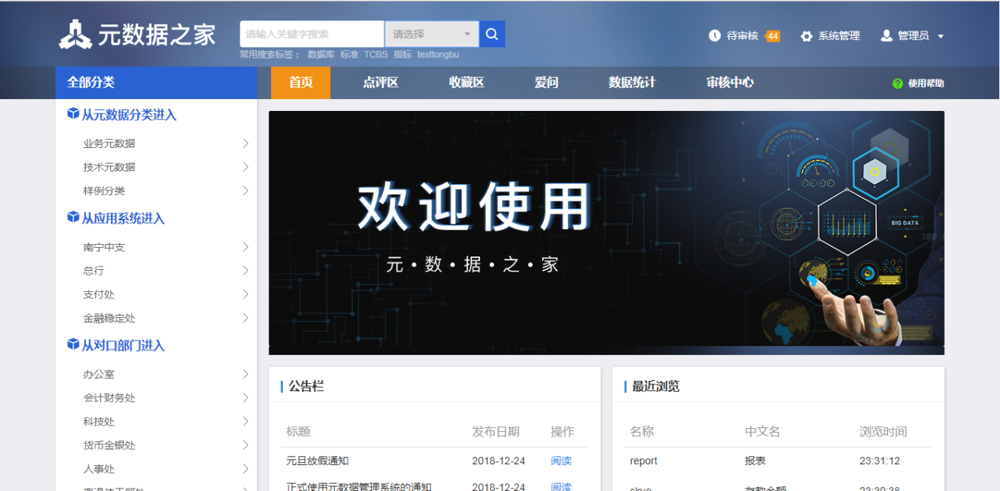 元数据之家
请输入关键字搜索
请选择
待审核 44
系统管理
管理员
常用搜索标签： 数据库 标准 TCBS 指标 testtongbu
全部分类
首页 点评区 收藏区 爱问 数据统计 审核中心
? 使用帮助
从元数据分类进入
业务元数据
技术元数据
样例分类
从应用系统进入
南宁中支
总行
支付处
金融稳定处
从对口部门进入
办公室
会计财务处
科技处
货币金银处
人事处
欢迎使用
元·数·据·之·家
BIG DATA
公告栏
标题 发布日期 操作
元旦放假通知 2018-12-24 阅读
正式使用元数据管理系统的通知 2018-12-24 阅读
最近浏览
名称 中文名 浏览时间
report 报表 23:31:12
skye 存款金额 23:30:38